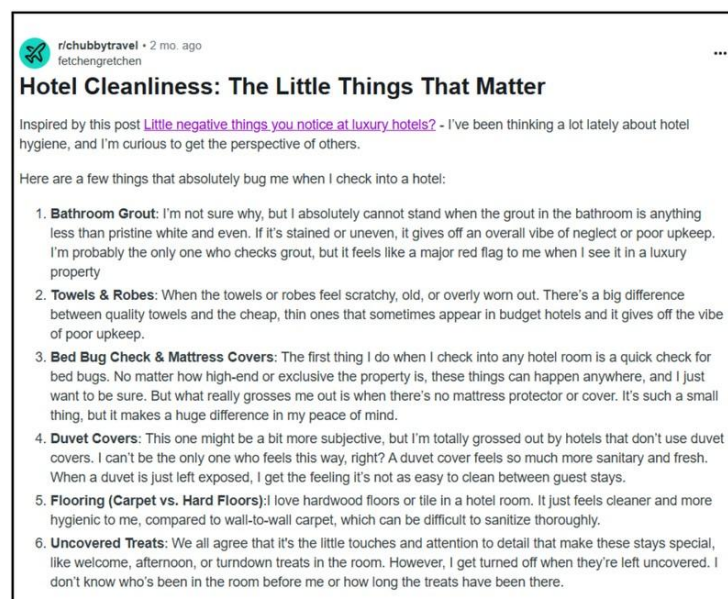 r/chubbytravel • 2 mo. ago
fetchengretchen
Hotel Cleanliness: The Little Things That Matter
Inspired by this post Little negative things you notice at luxury hotels? - I've been thinking a lot lately about hotel
hygiene, and I'm curious to get the perspective of others.
Here are a few things that absolutely bug me when I check into a hotel:
1. Bathroom Grout: I'm not sure why, but I absolutely cannot stand when the grout in the bathroom is anything
less than pristine white and even. If it's stained or uneven, it gives off an overall vibe of neglect or poor upkeep.
I'm probably the only one who checks grout, but it feels like a major red flag to me when I see it in a luxury
property
2. Towels & Robes: When the towels or robes feel scratchy, old, or overly worn out. There's a big difference
between quality towels and the cheap, thin ones that sometimes appear in budget hotels and it gives off the vibe
of poor upkeep.
3. Bed Bug Check & Mattress Covers: The first thing I do when I check into any hotel room is a quick check for
bed bugs. No matter how high-end or exclusive the property is, these things can happen anywhere, and I just
want to be sure. But what really grosses me out is when there's no mattress protector or cover. It's such a small
thing, but it makes a huge difference in my peace of mind.
4. Duvet Covers: This one might be a bit more subjective, but I'm totally grossed out by hotels that don't use duvet
covers. I can't be the only one who feels this way, right? A duvet cover feels so much more sanitary and fresh.
When a duvet is just left exposed, I get the feeling it's not as easy to clean between guest stays.
5. Flooring (Carpet vs. Hard Floors):I love hardwood floors or tile in a hotel room. It just feels cleaner and more
hygienic to me, compared to wall-to-wall carpet, which can be difficult to sanitize thoroughly.
6. Uncovered Treats: We all agree that it's the little touches and attention to detail that make these stays special,
like welcome, afternoon, or turndown treats in the room. However, I get turned off when they're left uncovered. I
don't know who's been in the room before me or how long the treats have been there.